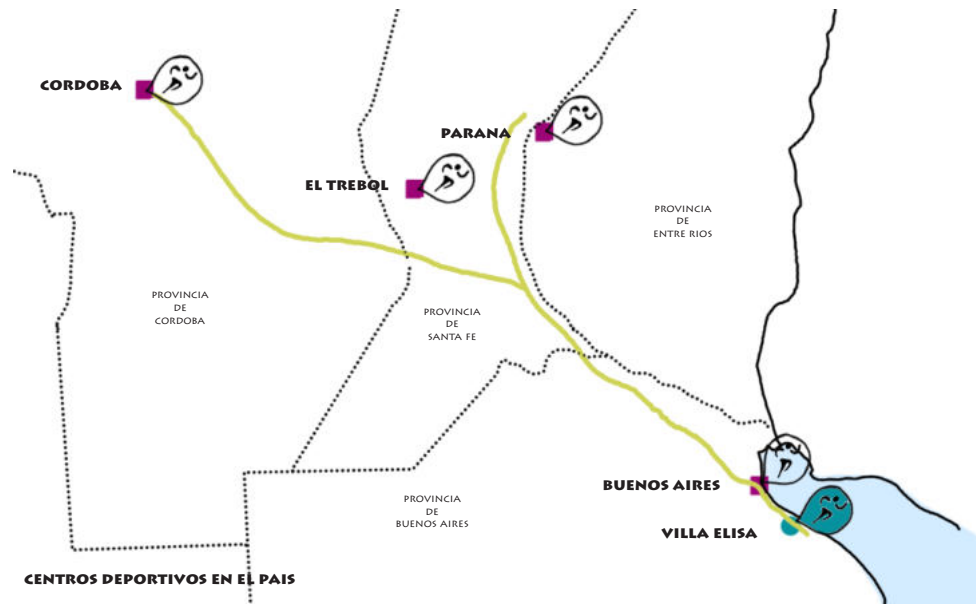 CORDOBA
PARANA
EL TREBOL
PROVINCIA
DE
ENTRE RIOS
PROVINCIA
DE
CORDOBA
PROVINCIA
DE
SANTA FE
BUENOS AIRES
PROVINCIA
DE
BUENOS AIRES
VILLA ELISA
CENTROS DEPORTIVOS EN EL PAIS